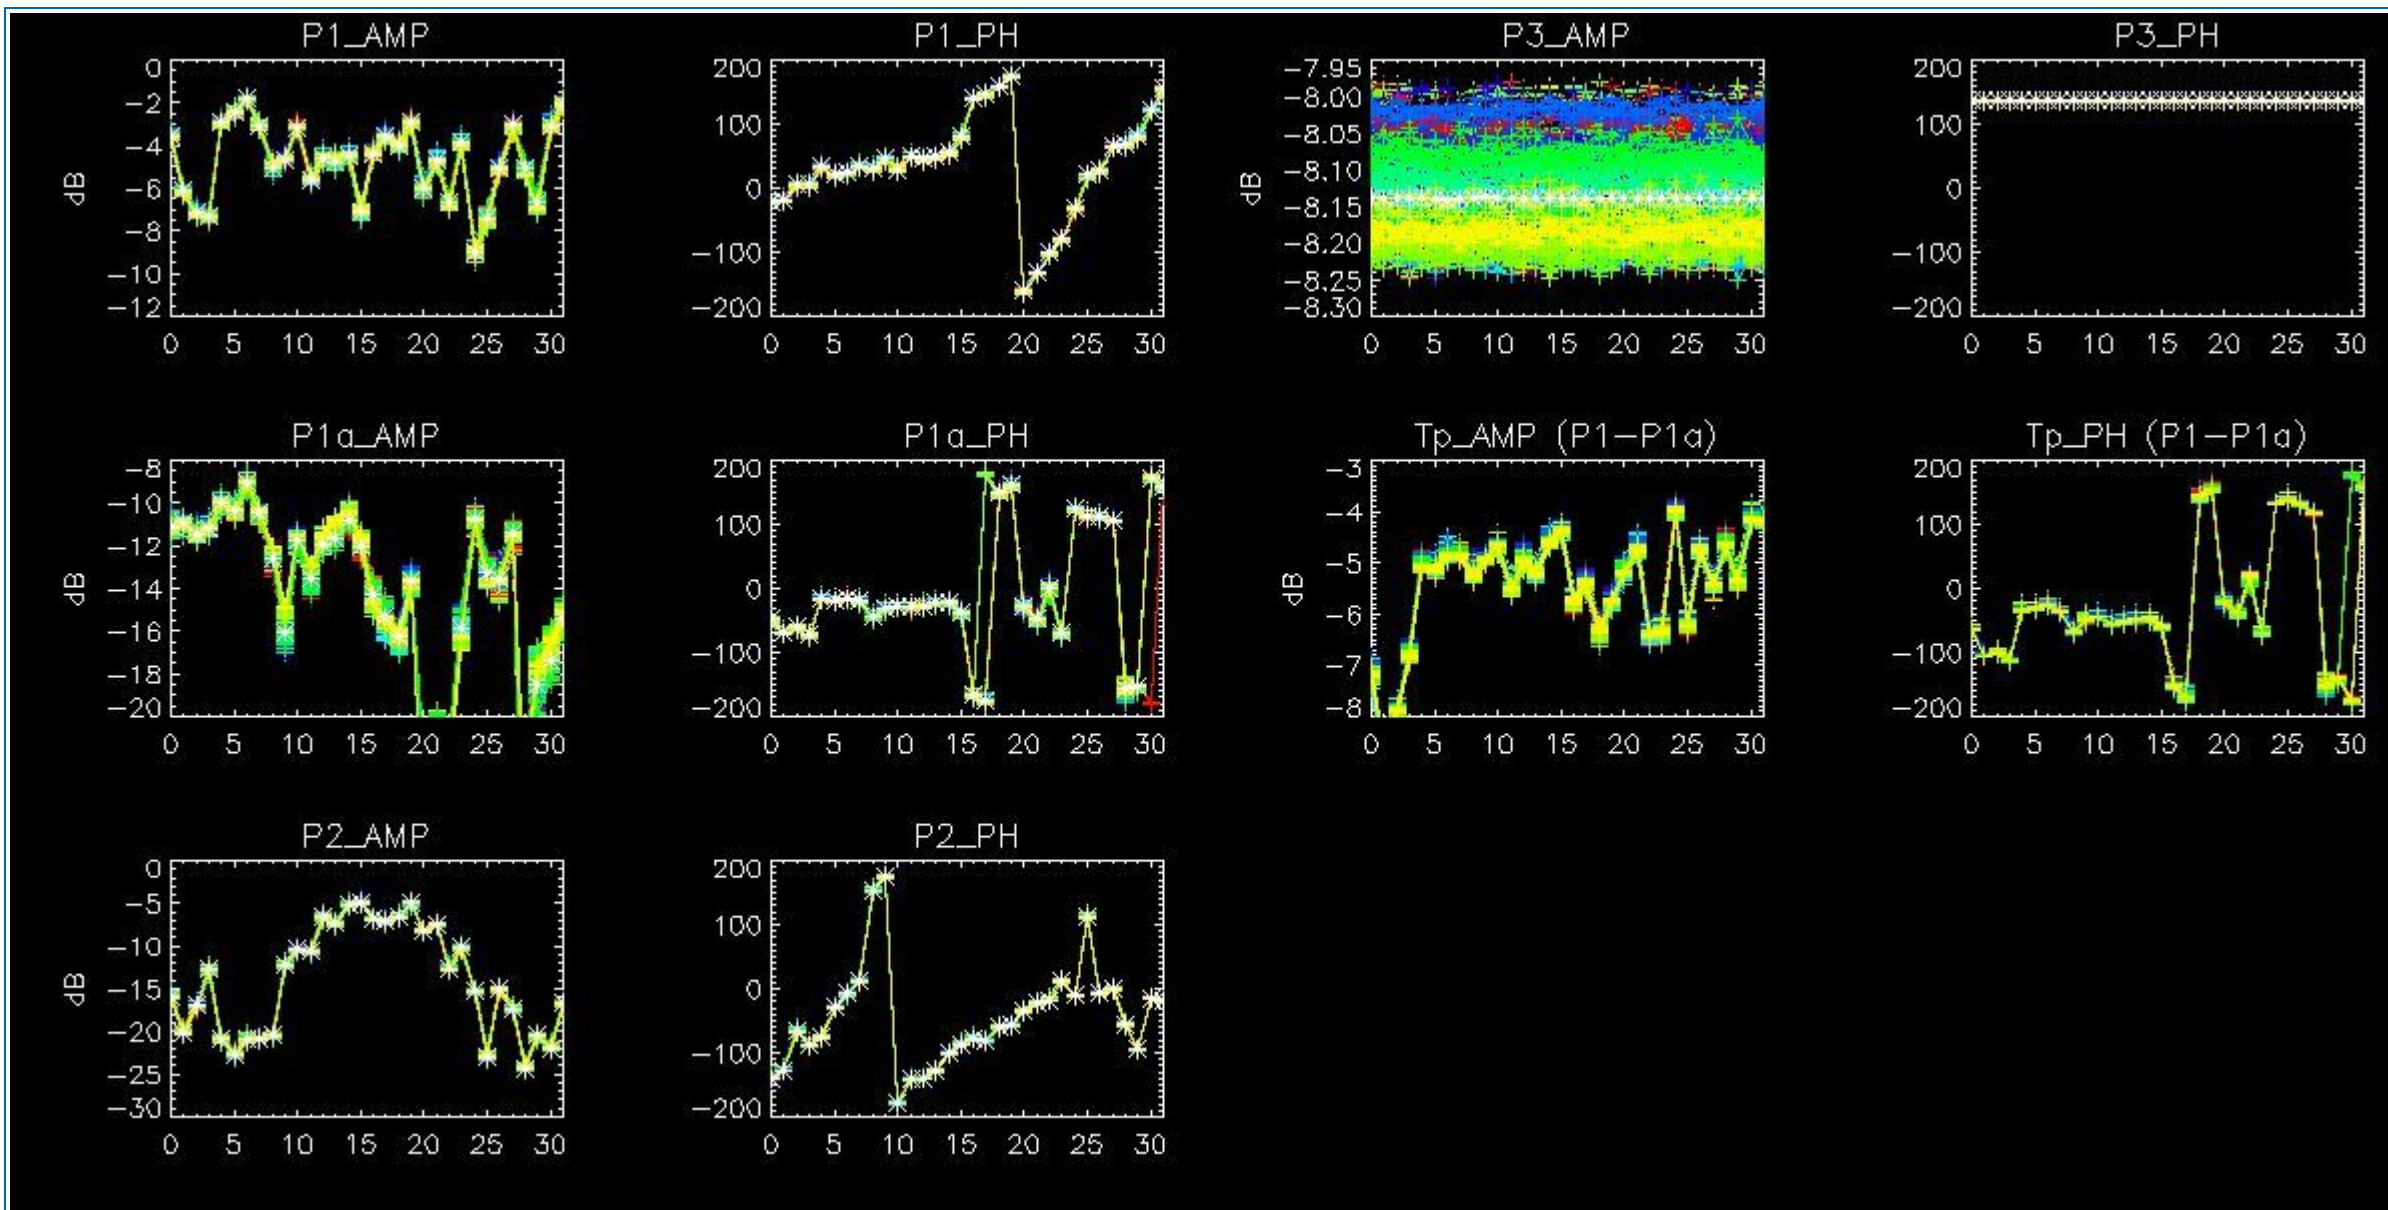 P1_AMP
0
−2
−4
−6
−8
−10
−12
dB
0 5 10 15 20 25 30
P1_PH
200
100
0
−100
−200
0 5 10 15 20 25 30
P3_AMP
−7.95
−8.00
−8.05
−8.10
−8.15
−8.20
−8.25
−8.30
dB
0 5 10 15 20 25 30
P3_PH
200
100
0
−100
−200
0 5 10 15 20 25 30
P1a_AMP
−8
−10
−12
−14
−16
−18
−20
dB
0 5 10 15 20 25 30
P1a_PH
200
100
0
−100
−200
0 5 10 15 20 25 30
Tp_AMP (P1−P1a)
−3
−4
−5
−6
−7
−8
dB
0 5 10 15 20 25 30
Tp_PH (P1−P1a)
200
100
0
−100
−200
0 5 10 15 20 25 30
P2_AMP
0
−5
−10
−15
−20
−25
−30
dB
0 5 10 15 20 25 30
P2_PH
200
100
0
−100
−200
0 5 10 15 20 25 30